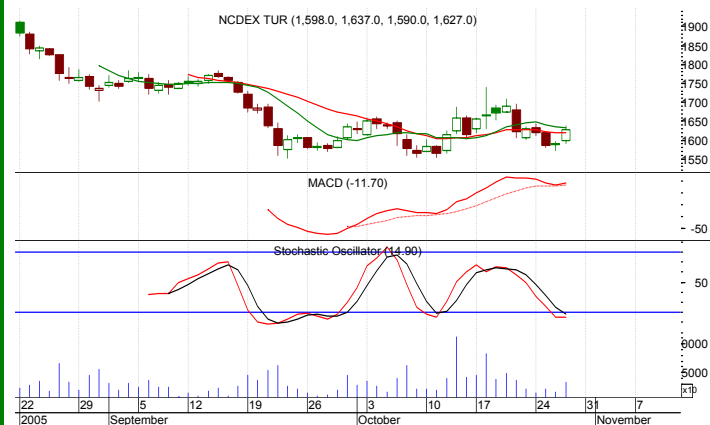 NCDEX TUR (1,598.0, 1,637.0, 1,590.0, 1,627.0)
1900
1850
1800
1750
1700
1650
1600
1550
MACD (-11.70)
-50
Stochastic Oscillator (14.90)
50
5000
x10
22 29 5 12 19 26 3 10 17 24 31 7
2005 September October November